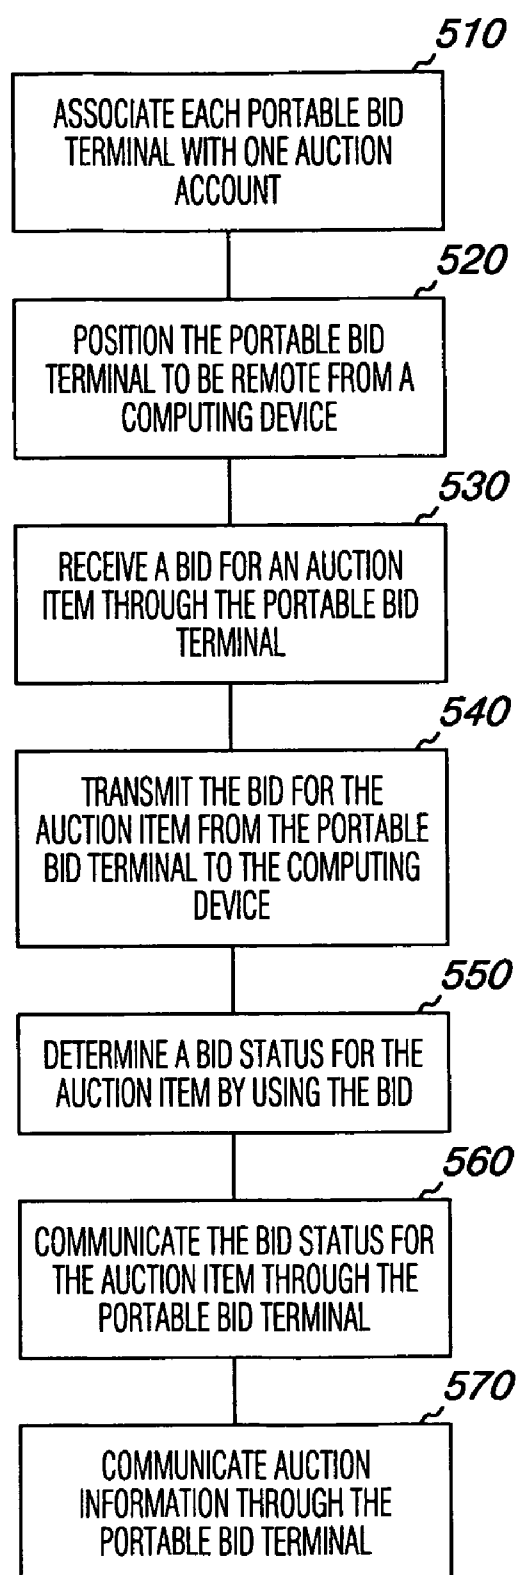 510
ASSOCIATE EACH PORTABLE BID
TERMINAL WITH ONE AUCTION
ACCOUNT
520
POSITION THE PORTABLE BID
TERMINAL TO BE REMOTE FROM A
COMPUTING DEVICE
530
RECEIVE A BID FOR AN AUCTION
ITEM THROUGH THE PORTABLE BID
TERMINAL
540
TRANSMIT THE BID FOR THE
AUCTION ITEM FROM THE PORTABLE
BID TERMINAL TO THE COMPUTING
DEVICE
550
DETERMINE A BID STATUS FOR THE
AUCTION ITEM BY USING THE BID
560
COMMUNICATE THE BID STATUS FOR
THE AUCTION ITEM THROUGH THE
PORTABLE BID TERMINAL
570
COMMUNICATE AUCTION
INFORMATION THROUGH THE
PORTABLE BID TERMINAL